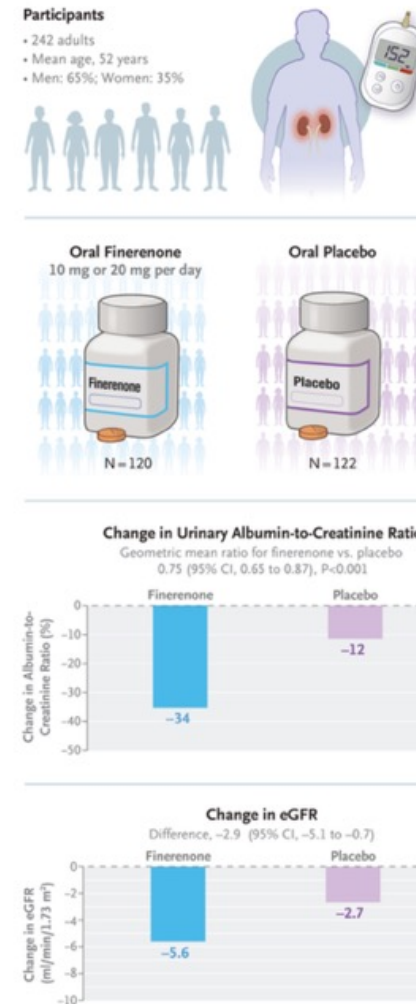 Participants
• 242 adults
• Mean age, 52 years
• Men: 65%; Women: 35%
152
Oral Finerenone
10 mg or 20 mg per day
Oral Placebo
Finerenone
Placebo
N=120
N=122
Change in Urinary Albumin-to-Creatinine Ratio
Geometric mean ratio for finerenone vs. placebo
0.75 (95% CI, 0.65 to 0.87), P<0.001
Finerenone
Placebo
Change in Albumin-to-
Creatinine Ratio (%)
0
−10
−20
−30
−40
−50
−34
−12
Change in eGFR
Difference, −2.9 (95% CI, −5.1 to −0.7)
Finerenone
Placebo
Change in eGFR
(ml/min/1.73 m²)
0
−2
−4
−6
−8
−10
−5.6
−2.7